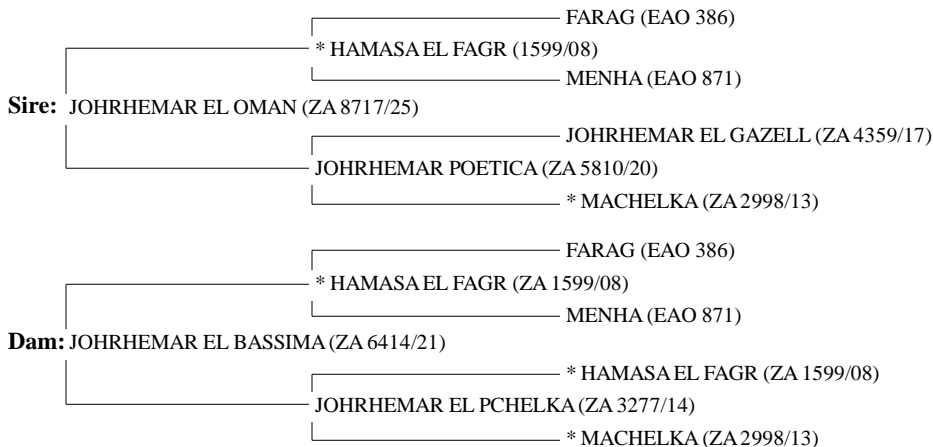 FARAG (EAO 386)
* HAMASA EL FAGR (1599/08)
MENHA (EAO 871)
Sire: JOHRHEMAR EL OMAN (ZA 8717/25)
JOHRHEMAR EL GAZELL (ZA 4359/17)
JOHRHEMAR POETICA (ZA 5810/20)
* MACHELKA (ZA 2998/13)
FARAG (EAO 386)
* HAMASA EL FAGR (ZA 1599/08)
MENHA (EAO 871)
Dam: JOHRHEMAR EL BASSIMA (ZA 6414/21)
* HAMASA EL FAGR (ZA 1599/08)
JOHRHEMAR EL PCHELKA (ZA 3277/14)
* MACHELKA (ZA 2998/13)